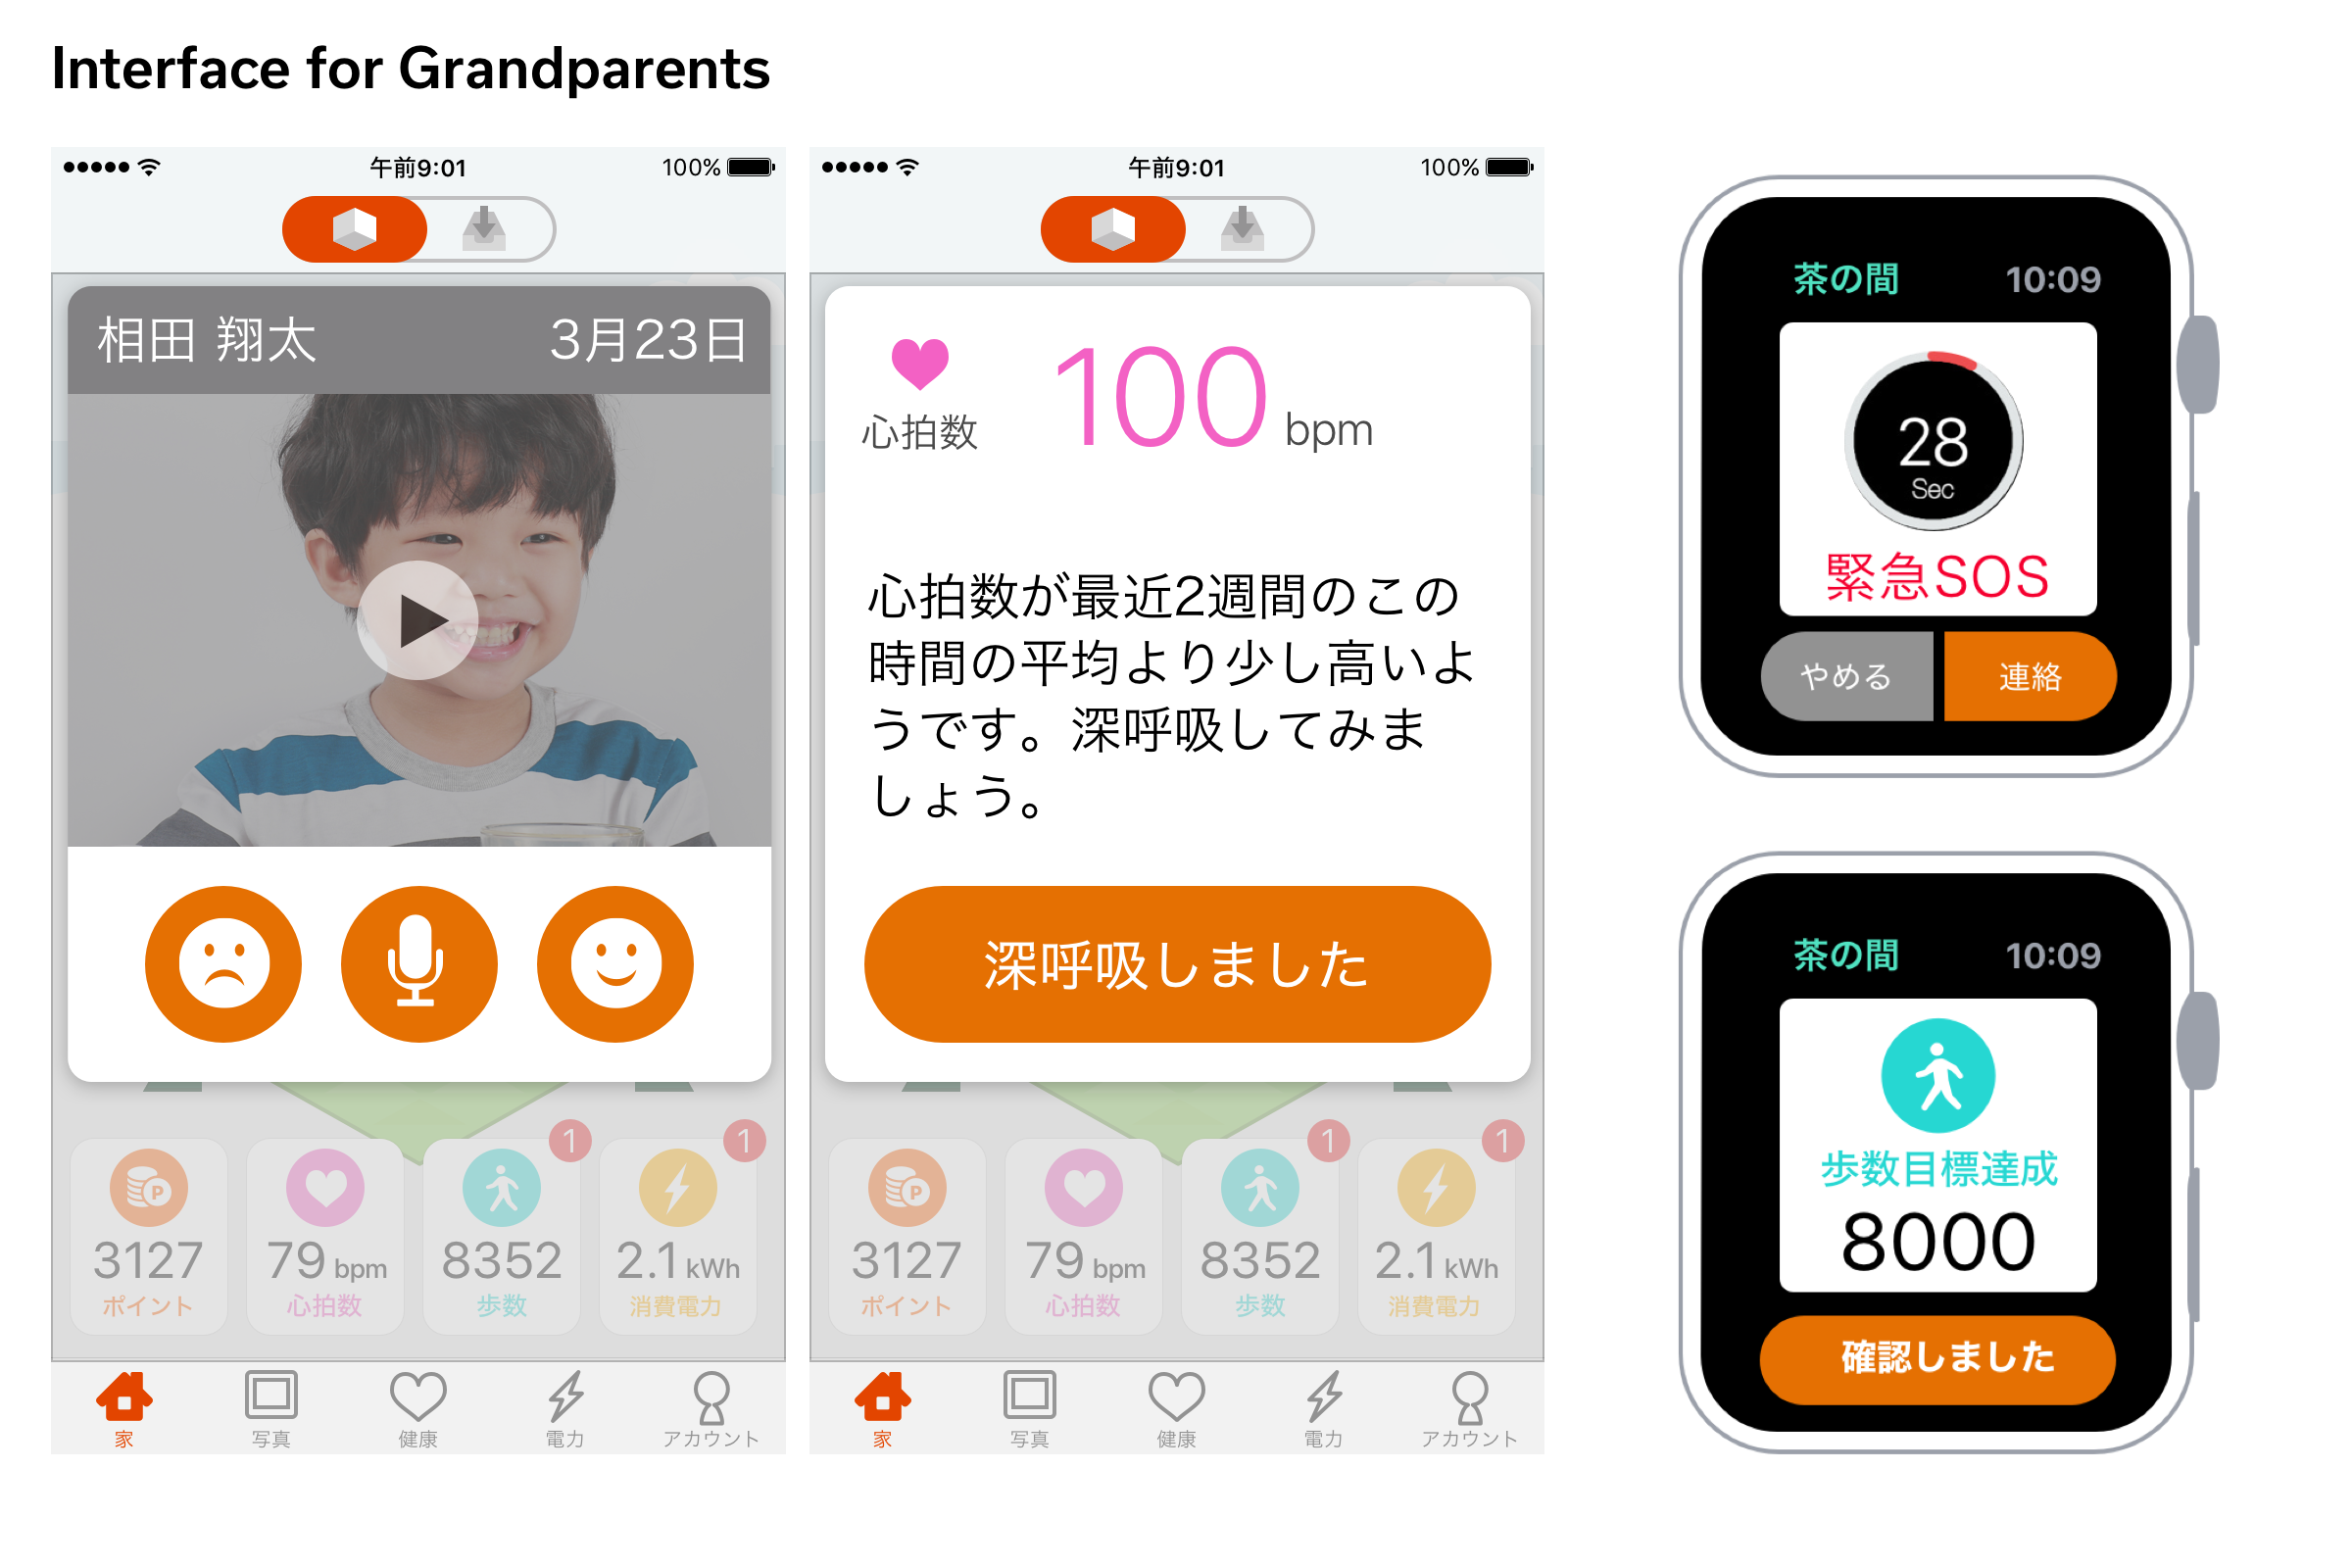 Interface for Grandparents
午前9:01
100%
相田 翔太
3月23日
3127
ポイント
79 bpm
心拍数
1
8352
歩数
1
2.1 kWh
消費電力
家
写真
健康
電力
アカウント
午前9:01
100%
心拍数
100 bpm
心拍数が最近2週間のこの
時間の平均より少し高いよ
うです。深呼吸してみま
しょう。
深呼吸しました
3127
ポイント
79 bpm
心拍数
1
8352
歩数
1
2.1 kWh
消費電力
家
写真
健康
電力
アカウント
茶の間
10:09
28
Sec
緊急SOS
やめる
連絡
茶の間
10:09
歩数目標達成
8000
確認しました